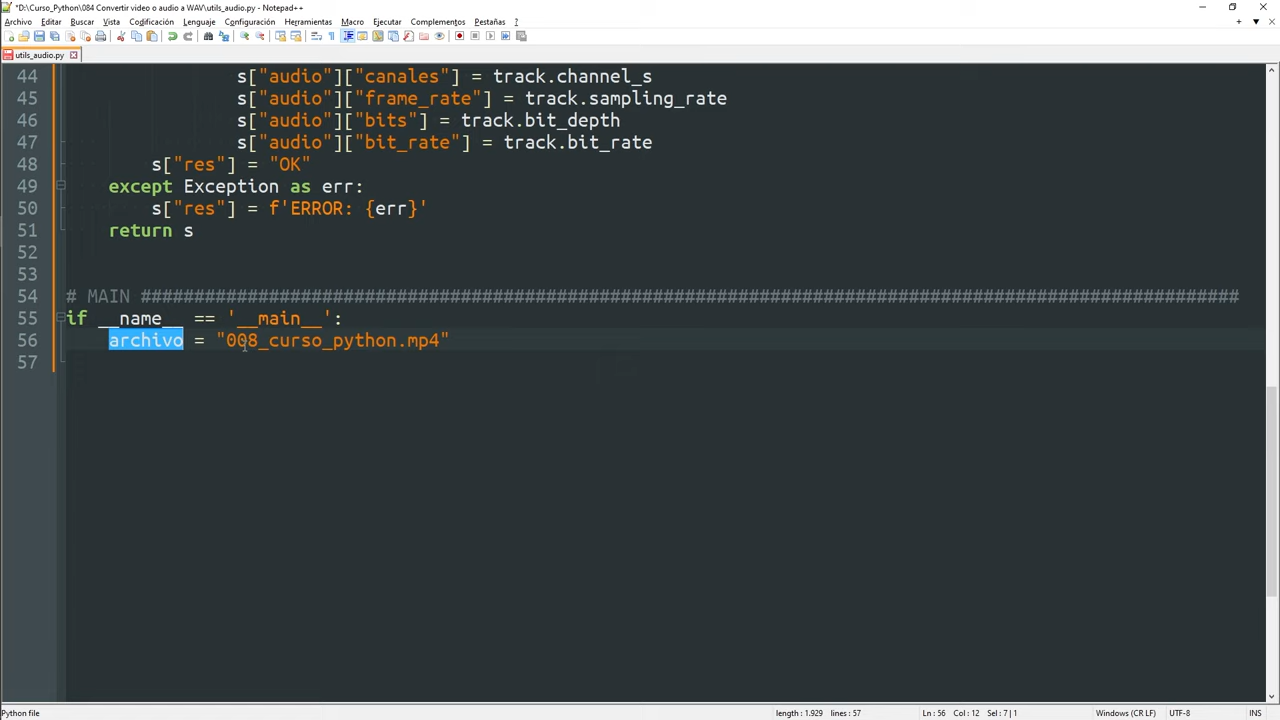 *D:\Curso_Python\084 Convertir video o audio a WAV\utils_audio.py - Notepad++
Archivo Editar Buscar Vista Codificación Lenguaje Configuración Herramientas Macro Ejecutar Complementos Pestañas ?
utils_audio.py
44 s["audio"]["canales"] = track.channel_s
45 s["audio"]["frame_rate"] = track.sampling_rate
46 s["audio"]["bits"] = track.bit_depth
47 s["audio"]["bit_rate"] = track.bit_rate
48 s["res"] = "OK"
49 except Exception as err:
50 s["res"] = f'ERROR: {err}'
51 return s
52
53
54 # MAIN #######################################################################################################
55 if __name__ == '__main__':
56 archivo = "008_curso_python.mp4"
57
Python file length : 1.929 lines : 57 Ln : 56 Col : 12 Sel : 7 | 1 Windows (CR LF) UTF-8 INS